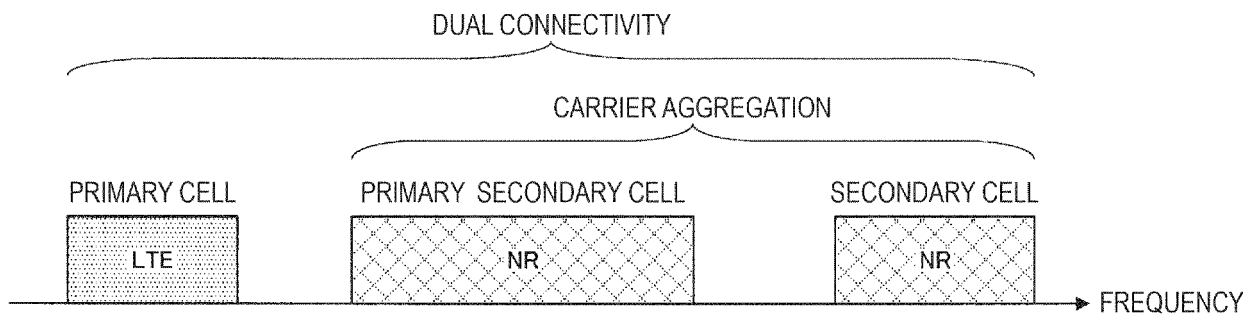 DUAL CONNECTIVITY
CARRIER AGGREGATION
PRIMARY CELL PRIMARY SECONDARY CELL SECONDARY CELL
LTE NR NR
FREQUENCY